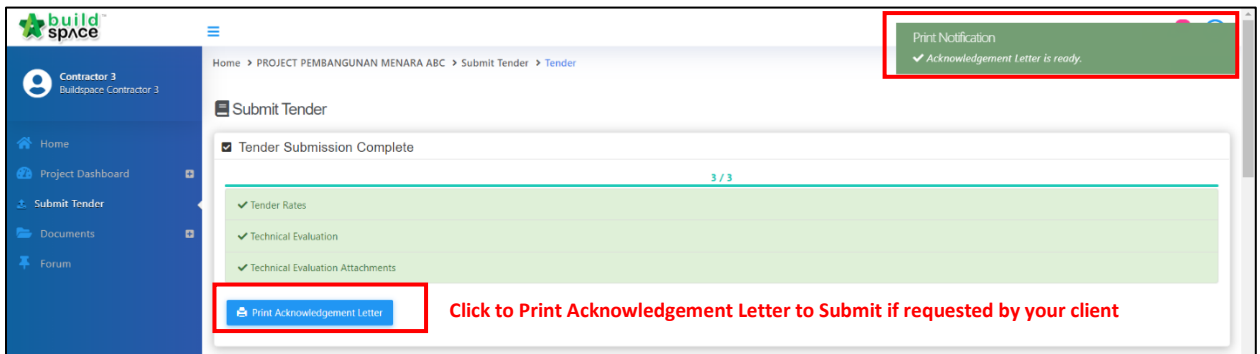 build
spʌce
Print Notification
✔ Acknowledgement Letter is ready.
Home > PROJECT PEMBANGUNAN MENARA ABC > Submit Tender > Tender
Contractor 3
Buildspace Contractor 3
Submit Tender
Home
Project Dashboard
Submit Tender
Documents
Forum
Tender Submission Complete
3 / 3
✔ Tender Rates
✔ Technical Evaluation
✔ Technical Evaluation Attachments
Print Acknowledgement Letter
Click to Print Acknowledgement Letter to Submit if requested by your client